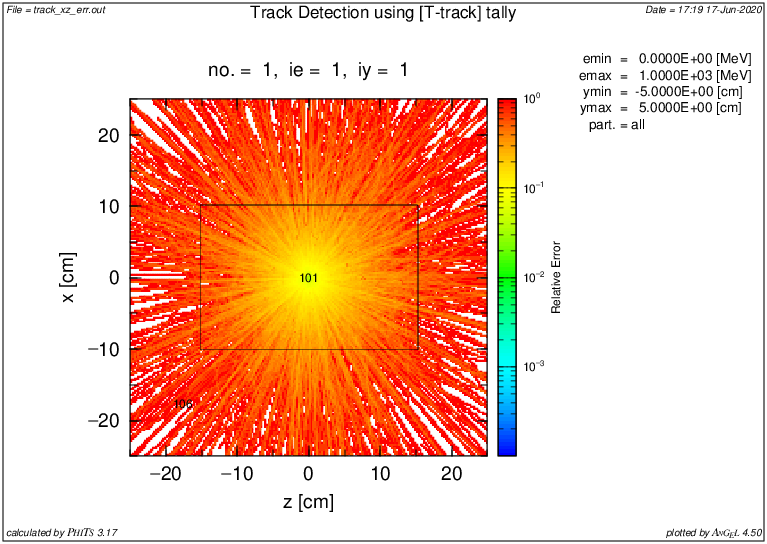 File = track_xz_err.out
Track Detection using [T-track] tally
Date = 17:19 17-Jun-2020
no. = 1, ie = 1, iy = 1
emin = 0.0000E+00 [MeV]
emax = 1.0000E+03 [MeV]
ymin = -5.0000E+00 [cm]
ymax = 5.0000E+00 [cm]
part. = all
20
10
0
−10
−20
x [cm]
101
106
−20 −10 0 10 20
z [cm]
10^0
10^-1
10^-2
10^-3
Relative Error
calculated by PHITS 3.17
plotted by ANGEL 4.50